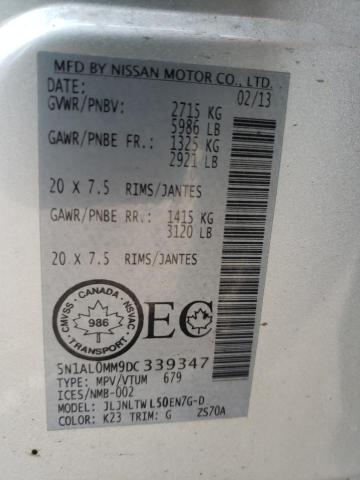 MFD BY NISSAN MOTOR CO., LTD.
DATE: 02/13
GVWR/PNBV: 2715 KG
5986 LB
GAWR/PNBE FR.: 1325 KG
2921 LB
20 X 7.5 RIMS/JANTES
GAWR/PNBE RR.: 1415 KG
3120 LB
20 X 7.5 RIMS/JANTES
CANADA
CMVSS NSVAC
986
TRANSPORT
EC
5N1AL0MM9DC339347
TYPE: MPV/VTUM 679
ICES/NMB-002
MODEL: JLJNLTWL50EN7G-D
COLOR: K23 TRIM: G ZS70A